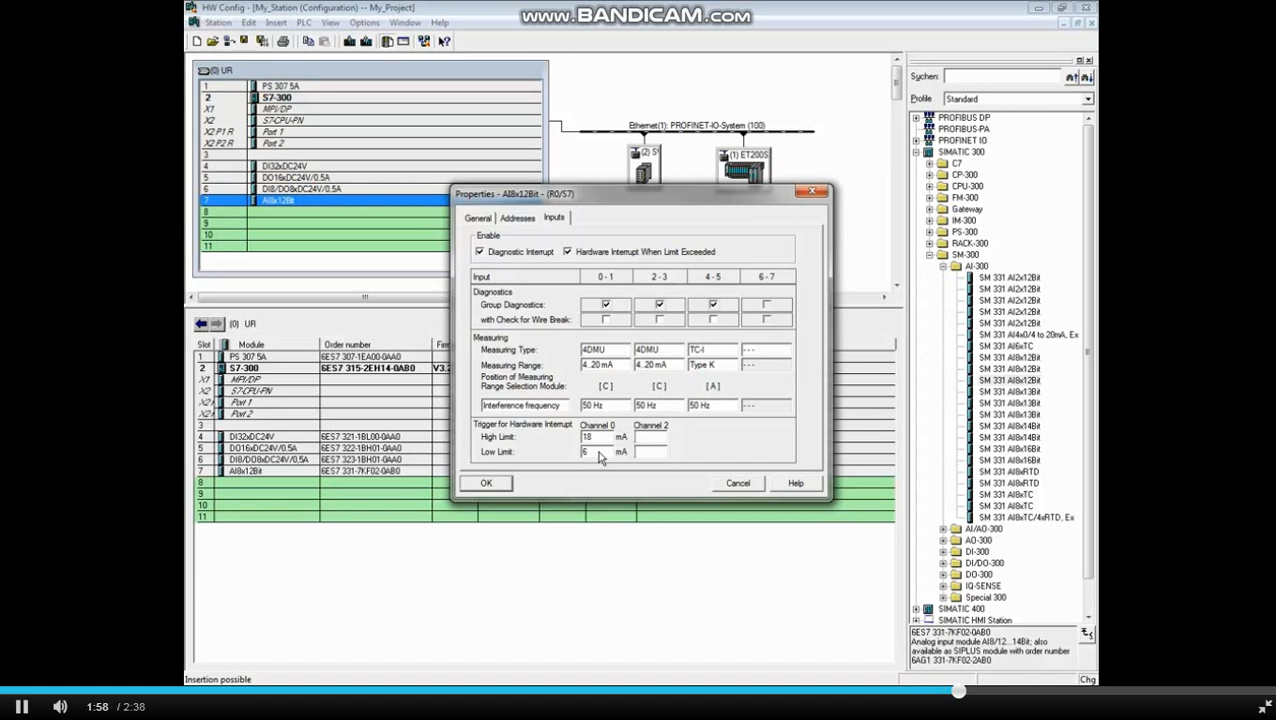 HW Config - [My_Station (Configuration) -- My_Project]
www.BANDICAM.com
Station Edit Insert PLC View Options Window Help
(0) UR
1 PS 307 5A
2 S7-300
X1 MPI/DP
X2 S7-CPU-PN
X2 P1 R Port 1
X2 P2 R Port 2
3
4 DI32xDC24V
5 DO16xDC24V/0.5A
6 DI8/DO8xDC24V/0,5A
7 AI8x12Bit
8
9
10
11
Ethernet(1): PROFINET-IO-System (100)
(2) S
(1) ET200S
Properties - AI8x12Bit - (R0/S7)
General Addresses Inputs
Enable
Diagnostic Interrupt Hardware Interrupt When Limit Exceeded
Input 0 - 1 2 - 3 4 - 5 6 - 7
Diagnostics
Group Diagnostics:
with Check for Wire Break:
Measuring
Measuring Type: 4DMU 4DMU TC-I ---
Measuring Range: 4..20 mA 4..20 mA Type K ---
Position of Measuring
Range Selection Module: [ C ] [ C ] [ A ]
Interference frequency 50 Hz 50 Hz 50 Hz ---
Trigger for Hardware Interrupt Channel 0 Channel 2
High Limit: 18 mA
Low Limit: 6 mA
OK Cancel Help
(0) UR
Slot Module Order number
1 PS 307 5A 6ES7 307-1EA00-0AA0
2 S7-300 6ES7 315-2EH14-0AB0
X1 MPI/DP
X2 S7-CPU-PN
X2 Port 1
X2 Port 2
3
4 DI32xDC24V 6ES7 321-1BL00-0AA0
5 DO16xDC24V/0.5A 6ES7 322-1BH01-0AA0
6 DI8/DO8xDC24V/0,5A 6ES7 323-1BH01-0AA0
7 AI8x12Bit 6ES7 331-7KF02-0AB0
8
9
10
11
Suchen:
Profile Standard
PROFIBUS DP
PROFIBUS-PA
PROFINET IO
SIMATIC 300
C7
CP-300
CPU-300
FM-300
Gateway
IM-300
PS-300
RACK-300
SM-300
AI-300
SM 331 AI2x12Bit
SM 331 AI2x12Bit
SM 331 AI2x12Bit
SM 331 AI2x12Bit
SM 331 AI2x12Bit
SM 331 AI4x0/4 to 20mA, Ex
SM 331 AI6xTC
SM 331 AI8x12Bit
SM 331 AI8x12Bit
SM 331 AI8x12Bit
SM 331 AI8x13Bit
SM 331 AI8x14Bit
SM 331 AI8x14Bit
SM 331 AI8x16Bit
SM 331 AI8x16Bit
SM 331 AI8x16Bit
SM 331 AI8xRTD
SM 331 AI8xRTD
SM 331 AI8xTC
SM 331 AI8xTC
SM 331 AI8xTC/4xRTD, Ex
AI/AO-300
AO-300
DI-300
DI/DO-300
DO-300
IQ-SENSE
Special 300
SIMATIC 400
SIMATIC HMI Station
6ES7 331-7KF02-0AB0
Analog input module AI8/12...14Bit; also
available as SIPLUS module with order number
6AG1 331-7KF02-2AB0
Insertion possible
Chg
1:58 / 2:38